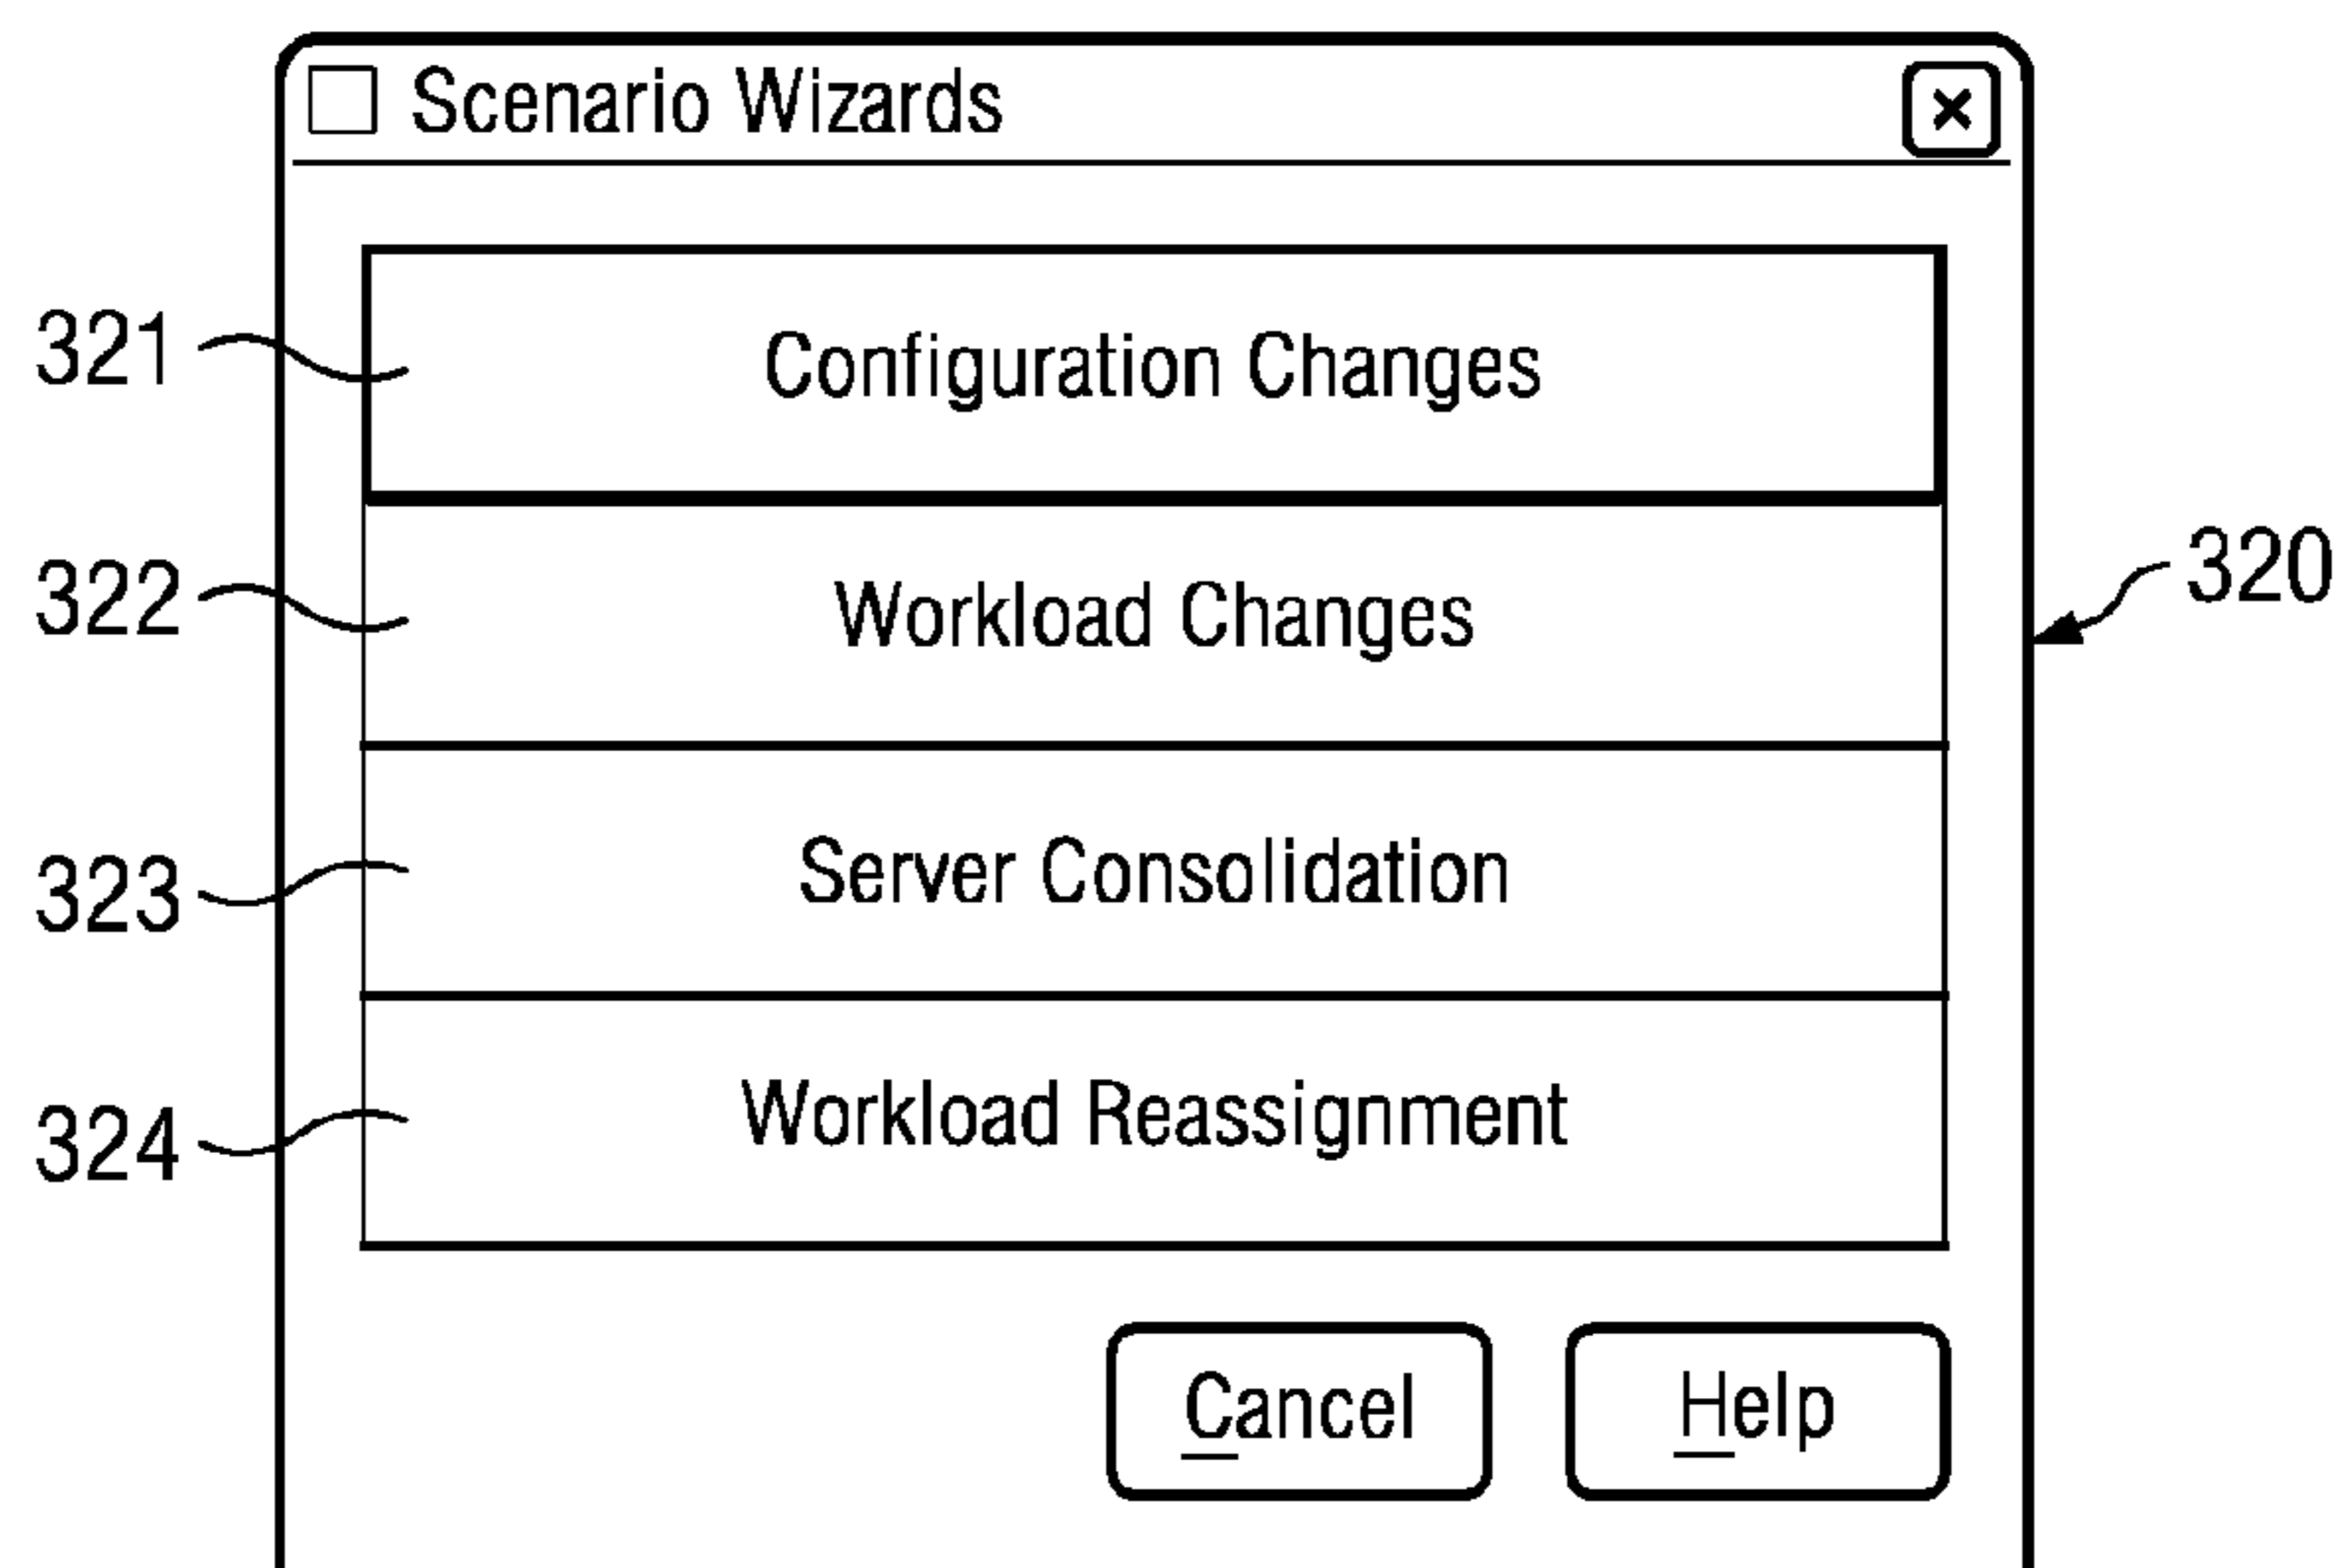 Scenario Wizards
321
Configuration Changes
322
Workload Changes
320
323
Server Consolidation
324
Workload Reassignment
Cancel
Help